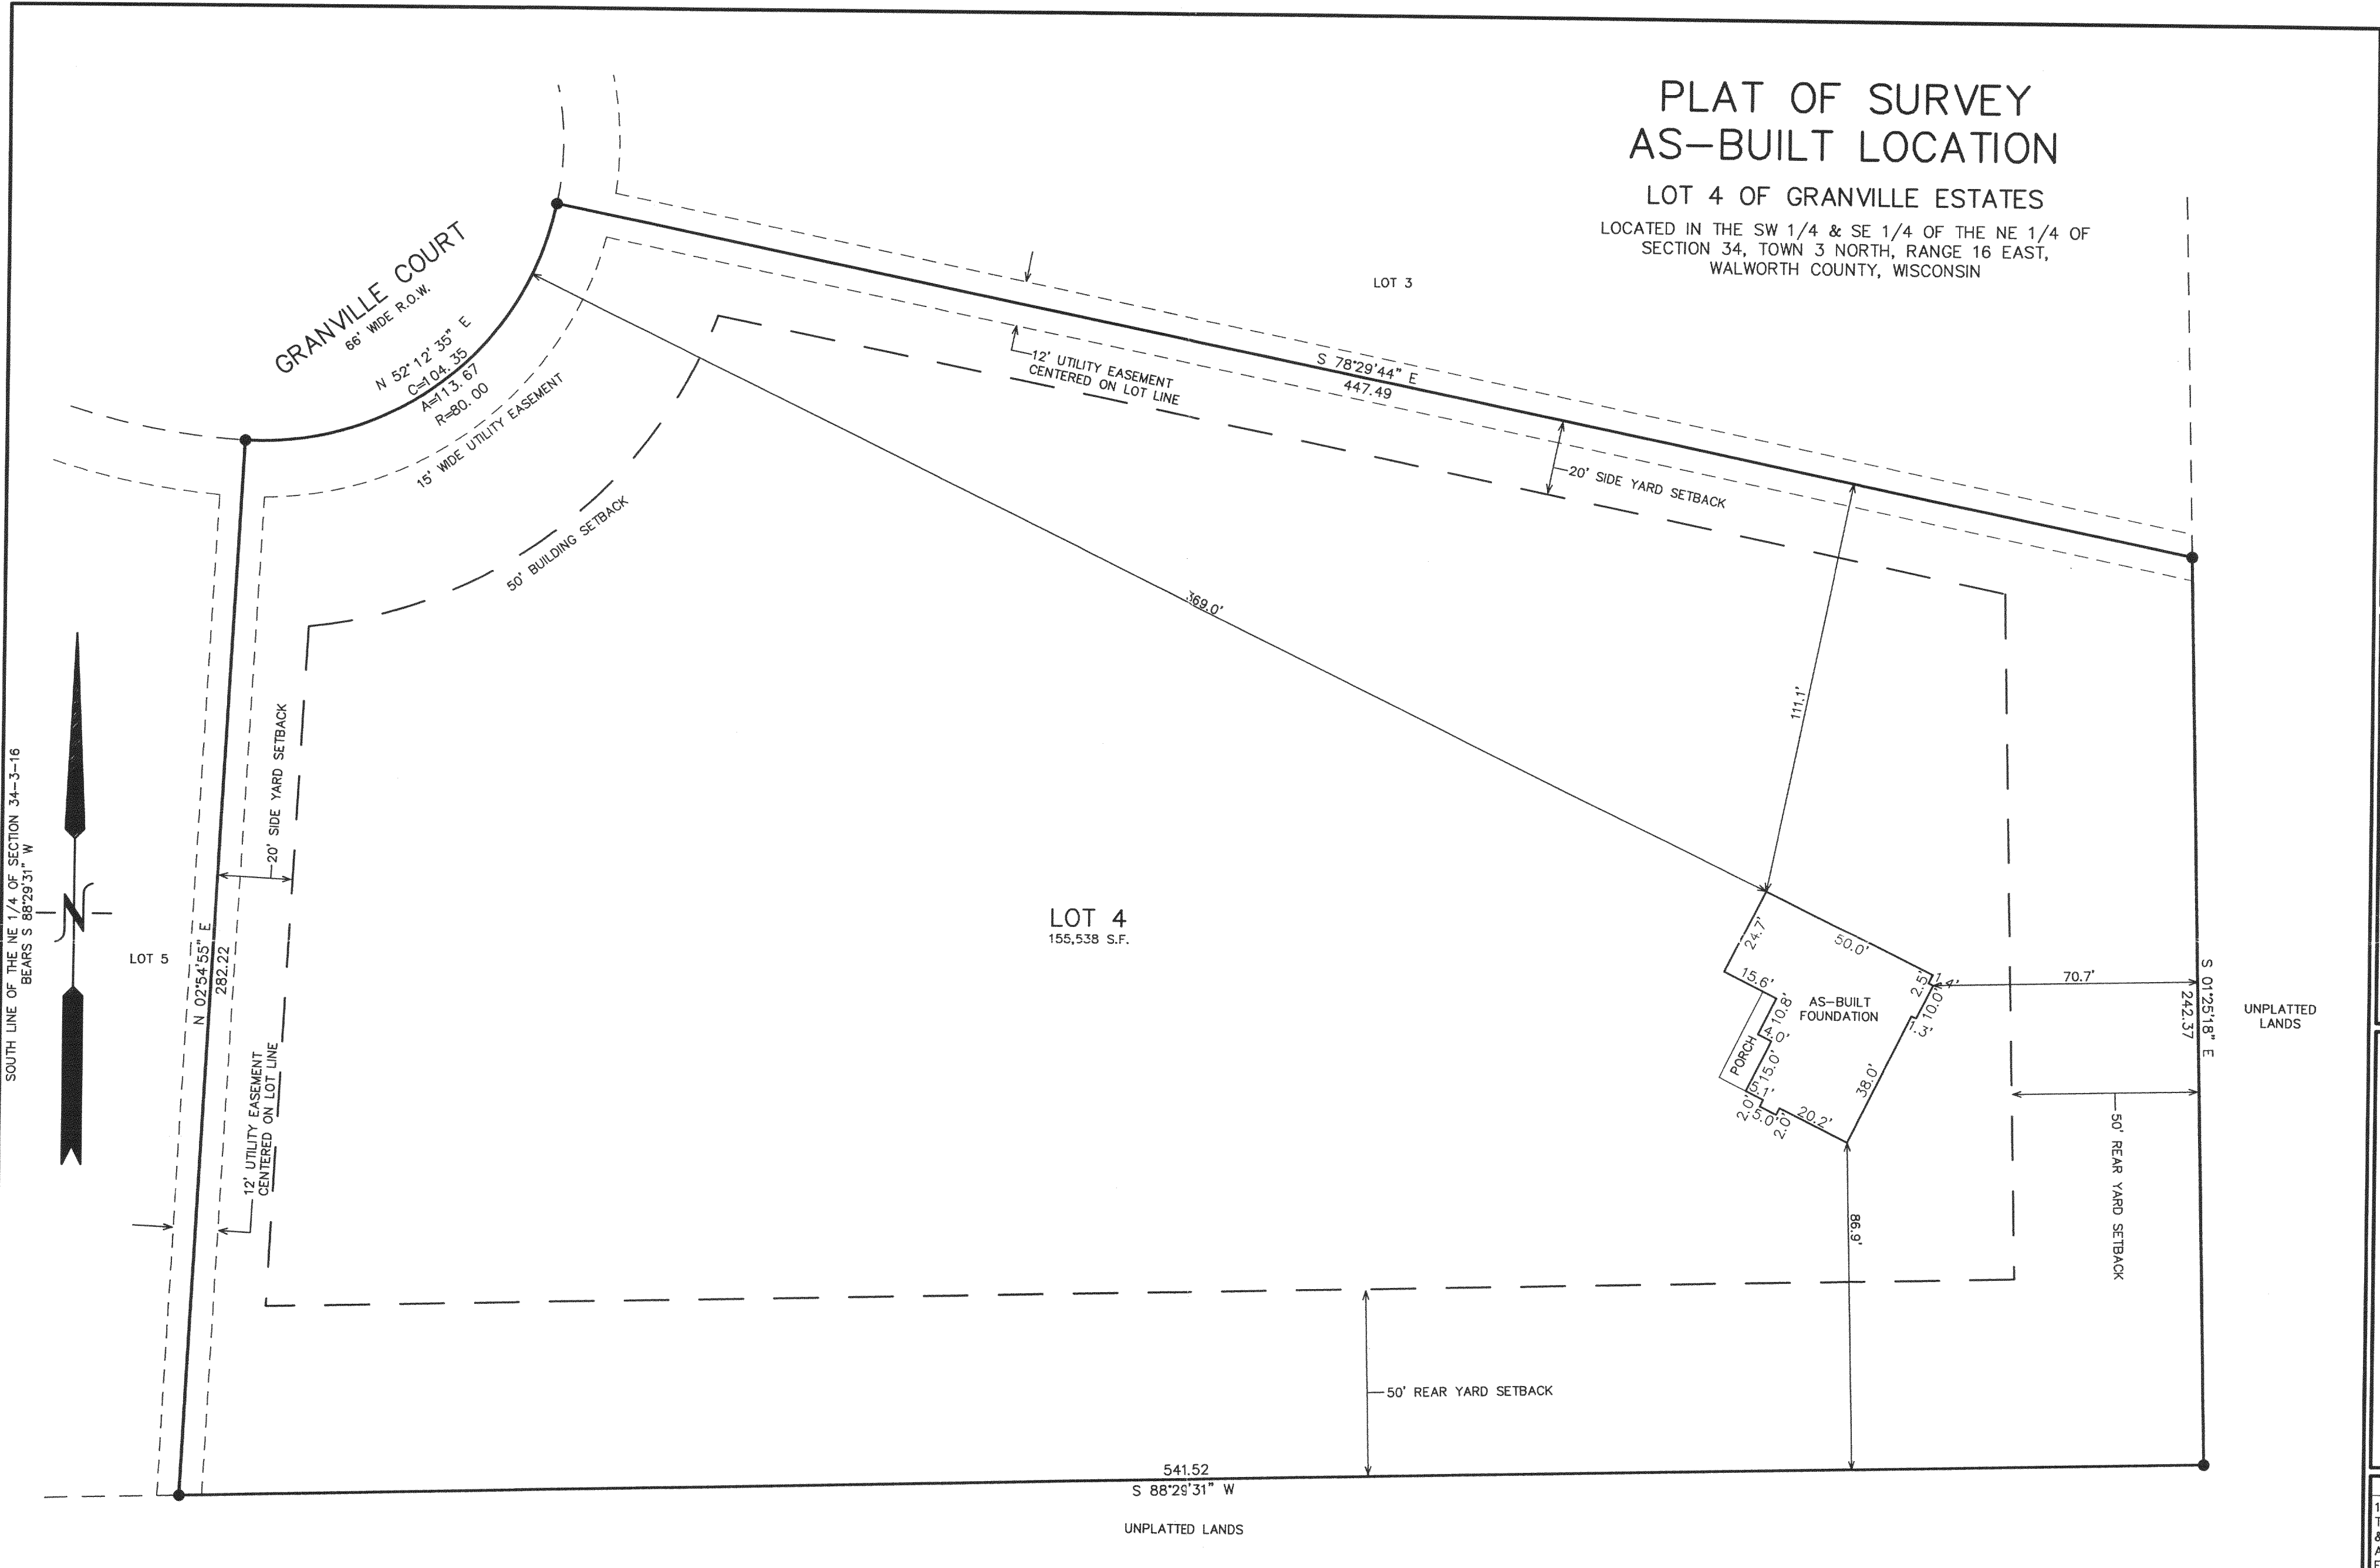 PLAT OF SURVEY
AS-BUILT LOCATION
LOT 4 OF GRANVILLE ESTATES
LOCATED IN THE SW 1/4 & SE 1/4 OF THE NE 1/4 OF
SECTION 34, TOWN 3 NORTH, RANGE 16 EAST,
WALWORTH COUNTY, WISCONSIN
GRANVILLE COURT
66' WIDE R.O.W.
N 52°12'35" E
C=104.35
A=113.67
R=80.00
15' WIDE UTILITY EASEMENT
50' BUILDING SETBACK
LOT 3
12' UTILITY EASEMENT
CENTERED ON LOT LINE
S 78°29'44" E
447.49
20' SIDE YARD SETBACK
369.0'
111.1'
SOUTH LINE OF THE NE 1/4 OF SECTION 34-3-16
BEARS S 88°29'31" W
N
LOT 5
N 02°54'55" E
282.22
20' SIDE YARD SETBACK
12' UTILITY EASEMENT
CENTERED ON LOT LINE
LOT 4
155,538 S.F.
24.7'
50.0'
15.6'
10.8'
4.0'
15.0'
5.1'
2.0'
5.0'
2.0'
20.2'
38.0'
1.3'
10.0'
2.5'
1.4'
AS-BUILT
FOUNDATION
PORCH
70.7'
S 01°25'18" E
242.37
UNPLATTED
LANDS
50' REAR YARD SETBACK
86.9'
50' REAR YARD SETBACK
541.52
S 88°29'31" W
UNPLATTED LANDS